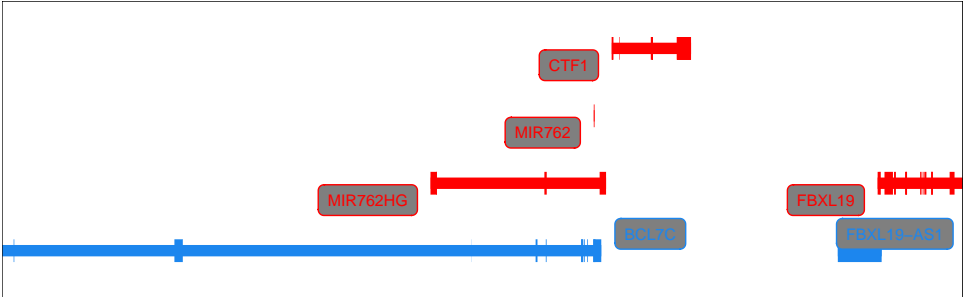 CTF1
MIR762
MIR762HG
FBXL19
BCL7C
FBXL19−AS1